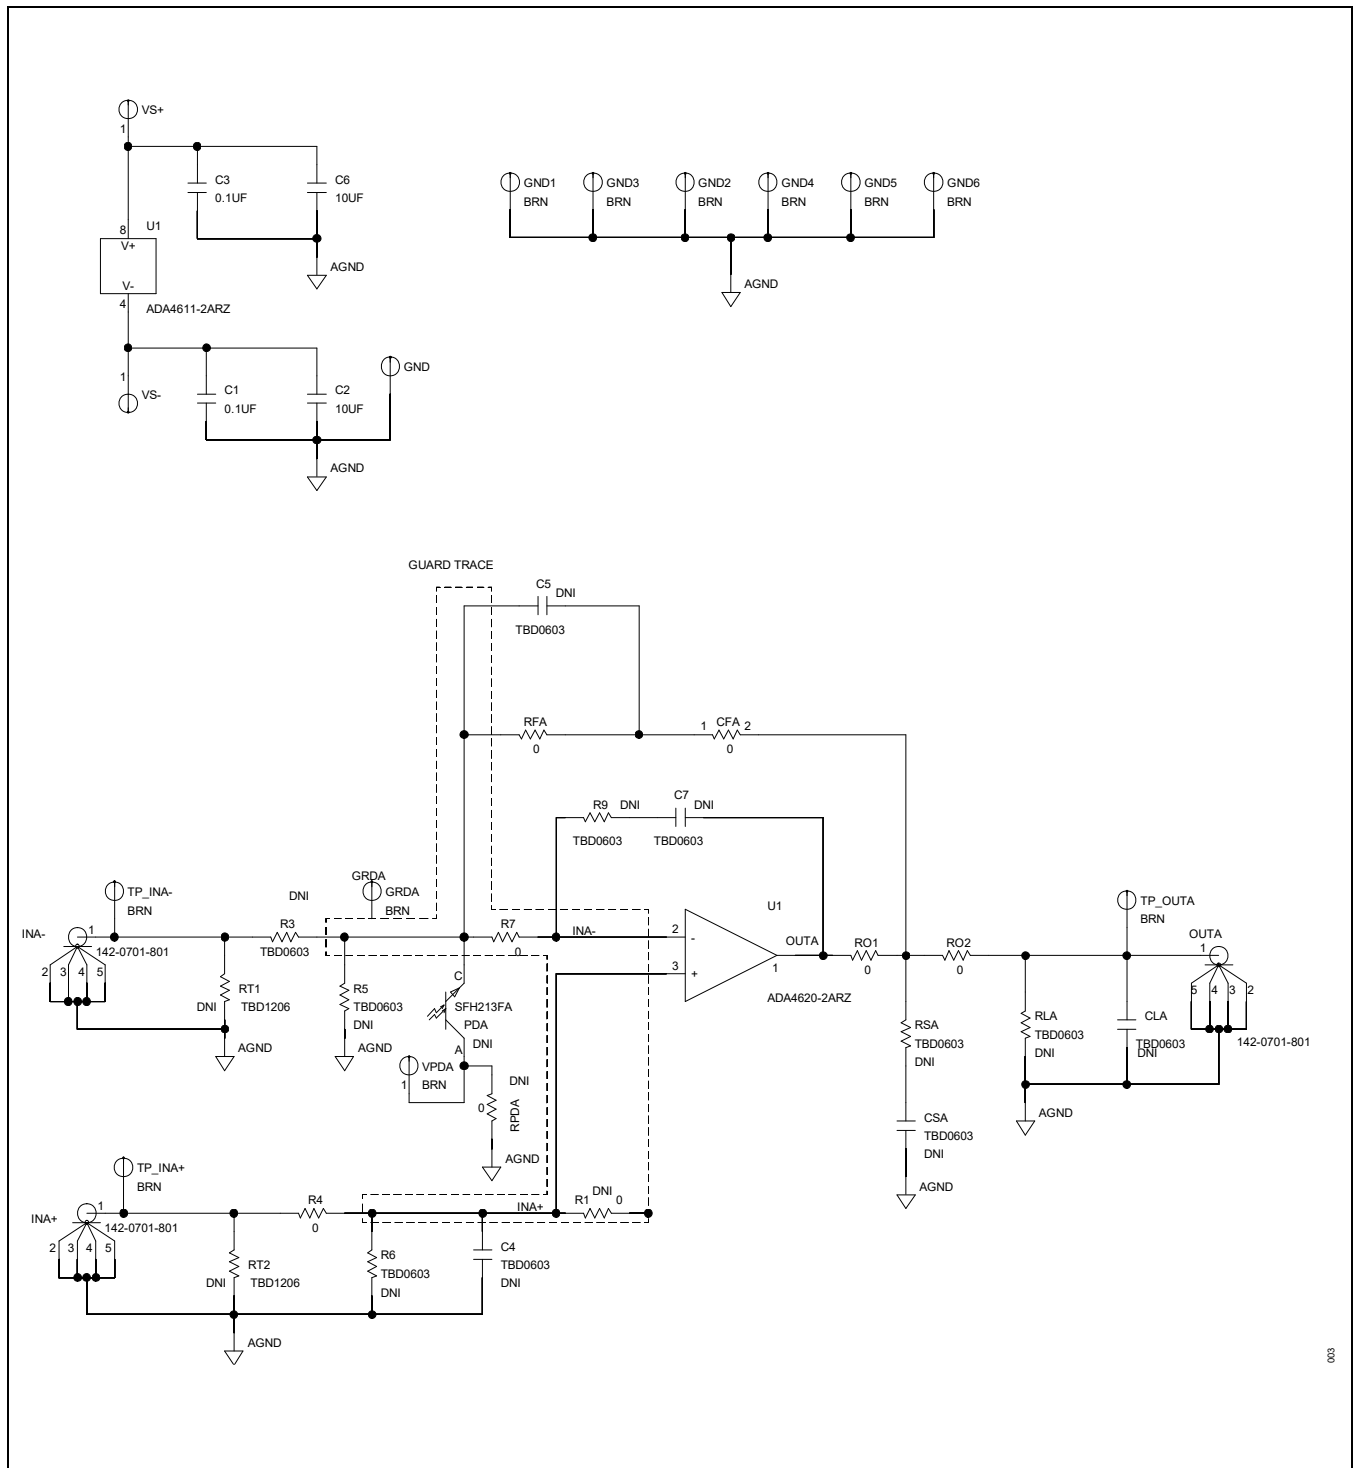 VS+
1
C3
0.1UF
C6
10UF
8
U1
V+
V-
4
ADA4611-2ARZ
AGND
GND1
BRN
GND3
BRN
GND2
BRN
GND4
BRN
GND5
BRN
GND6
BRN
AGND
1
VS-
C1
0.1UF
C2
10UF
GND
AGND
GUARD TRACE
C5
DNI
TBD0603
RFA
0
1
CFA
2
0
R9
DNI
TBD0603
C7
DNI
TBD0603
INA-
1
142-0701-801
2
3
4
5
TP_INA-
BRN
DNI
R3
TBD0603
RT1
DNI
TBD1206
AGND
GRDA
GRDA
BRN
R5
TBD0603
DNI
AGND
R7
0
INA-
C
SFH213FA
PDA
DNI
A
VPDA
1
BRN
DNI
0
RPDA
AGND
2
-
3
+
U1
OUTA
1
ADA4620-2ARZ
RO1
0
RO2
0
RSA
TBD0603
DNI
CSA
TBD0603
DNI
AGND
RLA
TBD0603
DNI
CLA
TBD0603
DNI
AGND
TP_OUTA
BRN
OUTA
1
5
4
3
2
142-0701-801
TP_INA+
BRN
INA+
1
142-0701-801
2
3
4
5
R4
0
RT2
DNI
TBD1206
R6
TBD0603
DNI
C4
TBD0603
DNI
INA+
DNI
R1
0
AGND
003